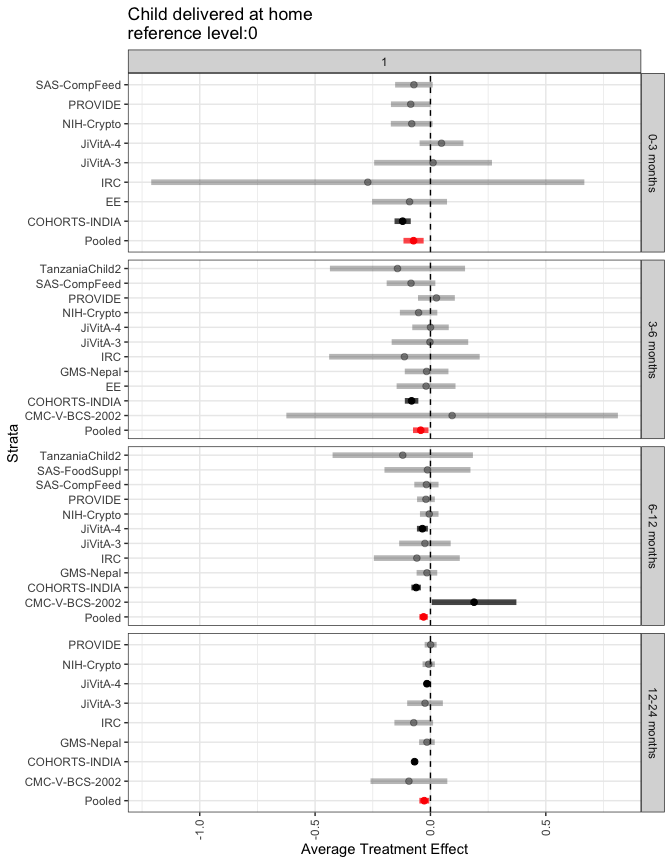 Child delivered at home
reference level:0
1
SAS-CompFeed
PROVIDE
NIH-Crypto
JiVitA-4
JiVitA-3
IRC
EE
COHORTS-INDIA
Pooled
0-3 months
TanzaniaChild2
SAS-CompFeed
PROVIDE
NIH-Crypto
JiVitA-4
JiVitA-3
IRC
GMS-Nepal
EE
COHORTS-INDIA
CMC-V-BCS-2002
Pooled
3-6 months
Strata
TanzaniaChild2
SAS-FoodSuppl
SAS-CompFeed
PROVIDE
NIH-Crypto
JiVitA-4
JiVitA-3
IRC
GMS-Nepal
COHORTS-INDIA
CMC-V-BCS-2002
Pooled
6-12 months
PROVIDE
NIH-Crypto
JiVitA-4
JiVitA-3
IRC
GMS-Nepal
COHORTS-INDIA
CMC-V-BCS-2002
Pooled
12-24 months
-1.0
-0.5
0.0
0.5
Average Treatment Effect